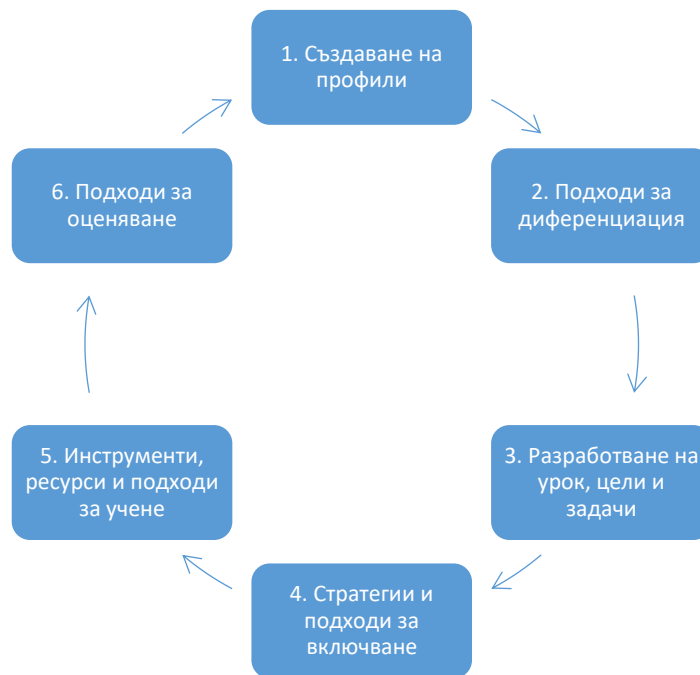 1. Създаване на
профили
2. Подходи за
диференциация
3. Разработване на
урок, цели и
задачи
4. Стратегии и
подходи за
включване
5. Инструменти,
ресурси и подходи
за учене
6. Подходи за
оценяване